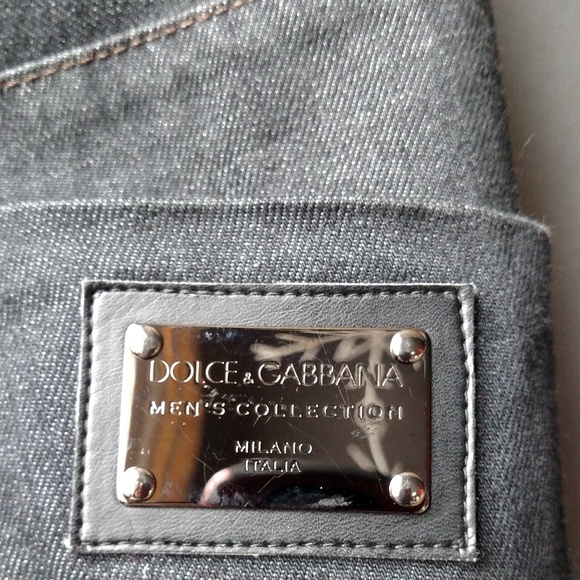 DOLCE & GABBANA
MEN'S COLLECTION
MILANO
ITALIA